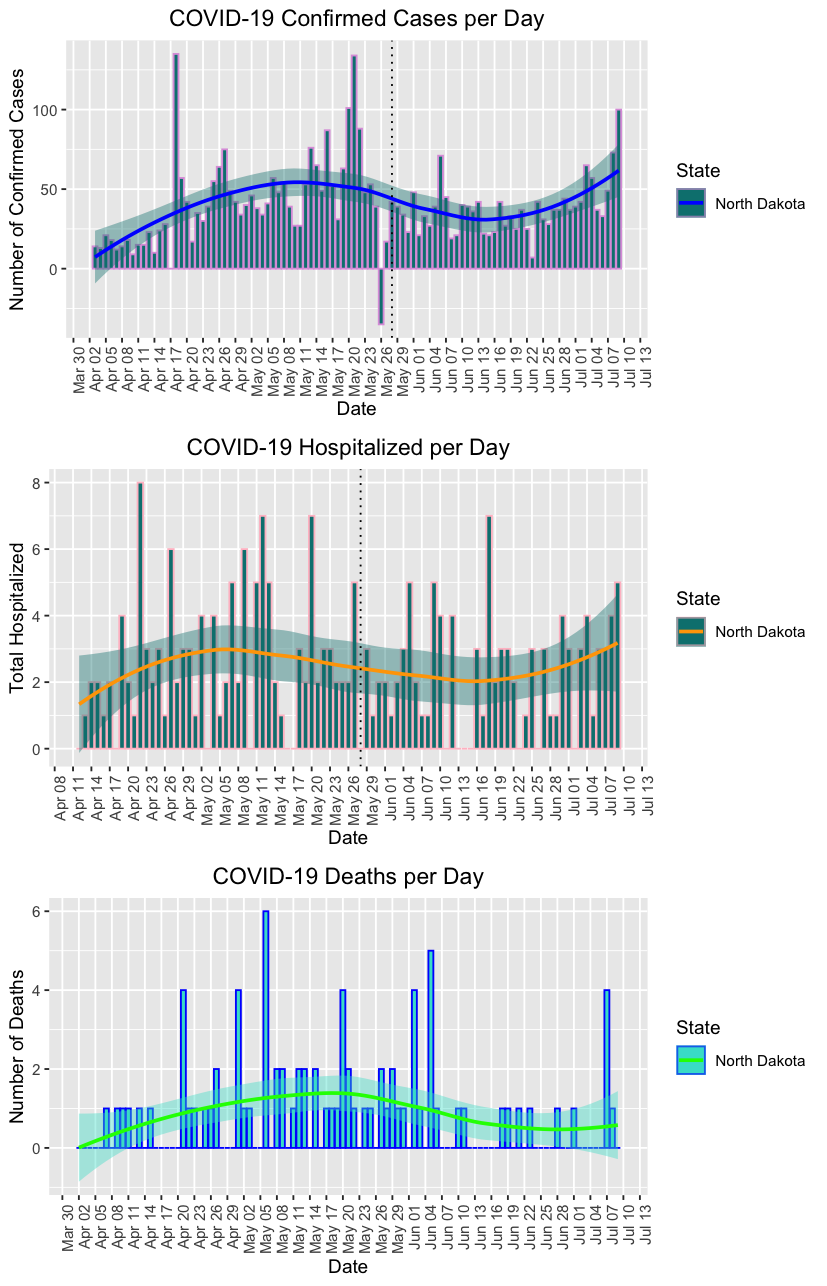 COVID-19 Confirmed Cases per Day
Number of Confirmed Cases
100
50
0
Mar 30
Apr 02
Apr 05
Apr 08
Apr 11
Apr 14
Apr 17
Apr 20
Apr 23
Apr 26
Apr 29
May 02
May 05
May 08
May 11
May 14
May 17
May 20
May 23
May 26
May 29
Jun 01
Jun 04
Jun 07
Jun 10
Jun 13
Jun 16
Jun 19
Jun 22
Jun 25
Jun 28
Jul 01
Jul 04
Jul 07
Jul 10
Jul 13
Date
State
North Dakota
COVID-19 Hospitalized per Day
Total Hospitalized
8
6
4
2
0
Apr 08
Apr 11
Apr 14
Apr 17
Apr 20
Apr 23
Apr 26
Apr 29
May 02
May 05
May 08
May 11
May 14
May 17
May 20
May 23
May 26
May 29
Jun 01
Jun 04
Jun 07
Jun 10
Jun 13
Jun 16
Jun 19
Jun 22
Jun 25
Jun 28
Jul 01
Jul 04
Jul 07
Jul 10
Jul 13
Date
State
North Dakota
COVID-19 Deaths per Day
Number of Deaths
6
4
2
0
Mar 30
Apr 02
Apr 05
Apr 08
Apr 11
Apr 14
Apr 17
Apr 20
Apr 23
Apr 26
Apr 29
May 02
May 05
May 08
May 11
May 14
May 17
May 20
May 23
May 26
May 29
Jun 01
Jun 04
Jun 07
Jun 10
Jun 13
Jun 16
Jun 19
Jun 22
Jun 25
Jun 28
Jul 01
Jul 04
Jul 07
Jul 10
Jul 13
Date
State
North Dakota